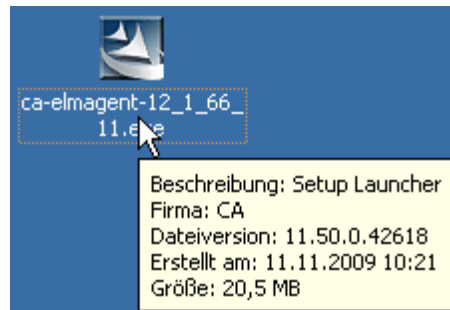 ca-elmagent-12_1_66_
11.exe
Beschreibung: Setup Launcher
Firma: CA
Dateiversion: 11.50.0.42618
Erstellt am: 11.11.2009 10:21
Größe: 20,5 MB